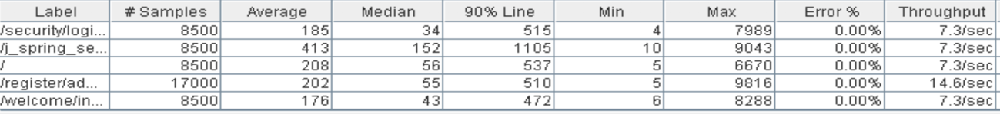 Label # Samples Average Median 90% Line Min Max Error % Throughput
/security/logi... 8500 185 34 515 4 7989 0.00% 7.3/sec
/j_spring_se... 8500 413 152 1105 10 9043 0.00% 7.3/sec
/ 8500 208 56 537 5 6670 0.00% 7.3/sec
/register/ad... 17000 202 55 510 5 9816 0.00% 14.6/sec
/welcome/in... 8500 176 43 472 6 8288 0.00% 7.3/sec